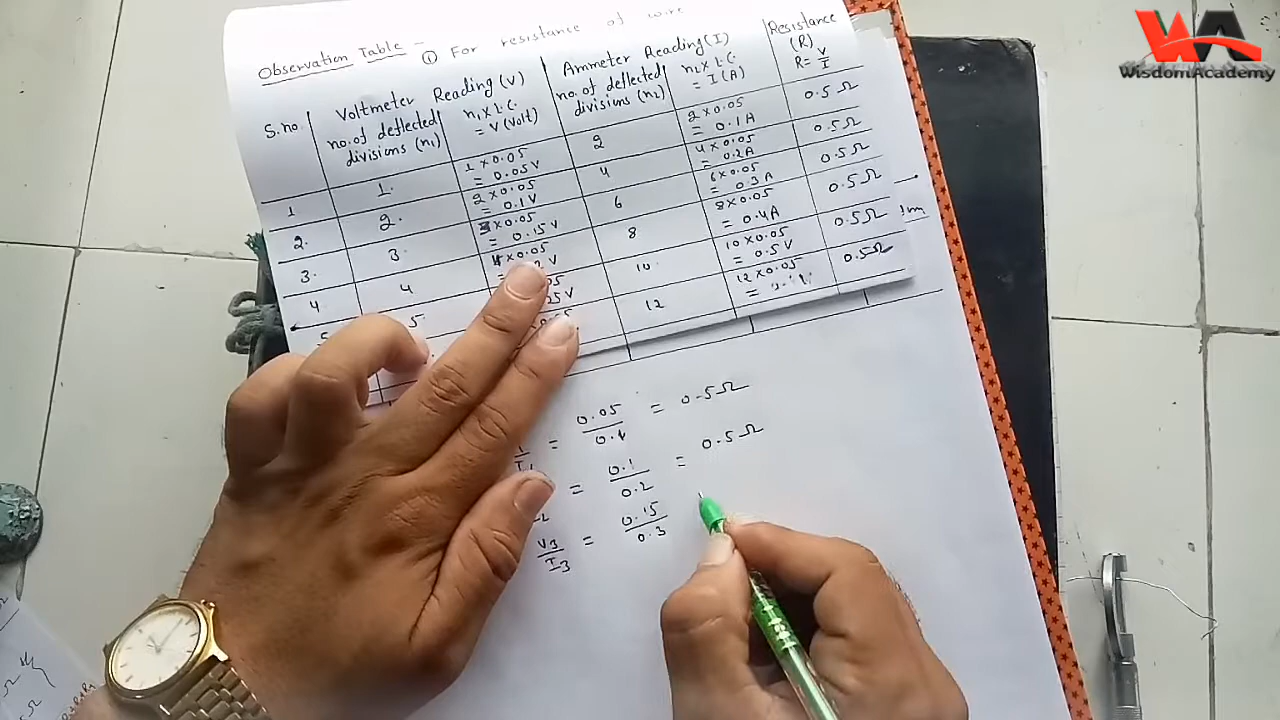 WA
WisdomAcademy
Observation Table - ① For resistance of wire
S.no
Voltmeter Reading (V)
no. of deflected divisions (n₁)
n₁ x L.C. = V (Volt)
Ammeter Reading (I)
no. of deflected divisions (n₂)
n₂ x L.C. = I (A)
Resistance (R) R = V/I
1 1. 1 x 0.05 = 0.05 V 2 2 x 0.05 = 0.1 A 0.5 Ω
2. 2. 2 x 0.05 = 0.1 V 4 4 x 0.05 = 0.2A 0.5 Ω
3. 3. 3 x 0.05 = 0.15 V 6 6 x 0.05 = 0.3 A 0.5 Ω
4 4 4 x 0.05 V 8 8 x 0.05 = 0.4 A 0.5 Ω
5 5 V 10 10 x 0.05 = 0.5 V 0.5 Ω
12 12 x 0.05 = 0.5 Ω
= 0.05/0.1 = 0.5 Ω
= 0.1/0.2 = 0.5 Ω
V₃/I₃ = 0.15/0.3